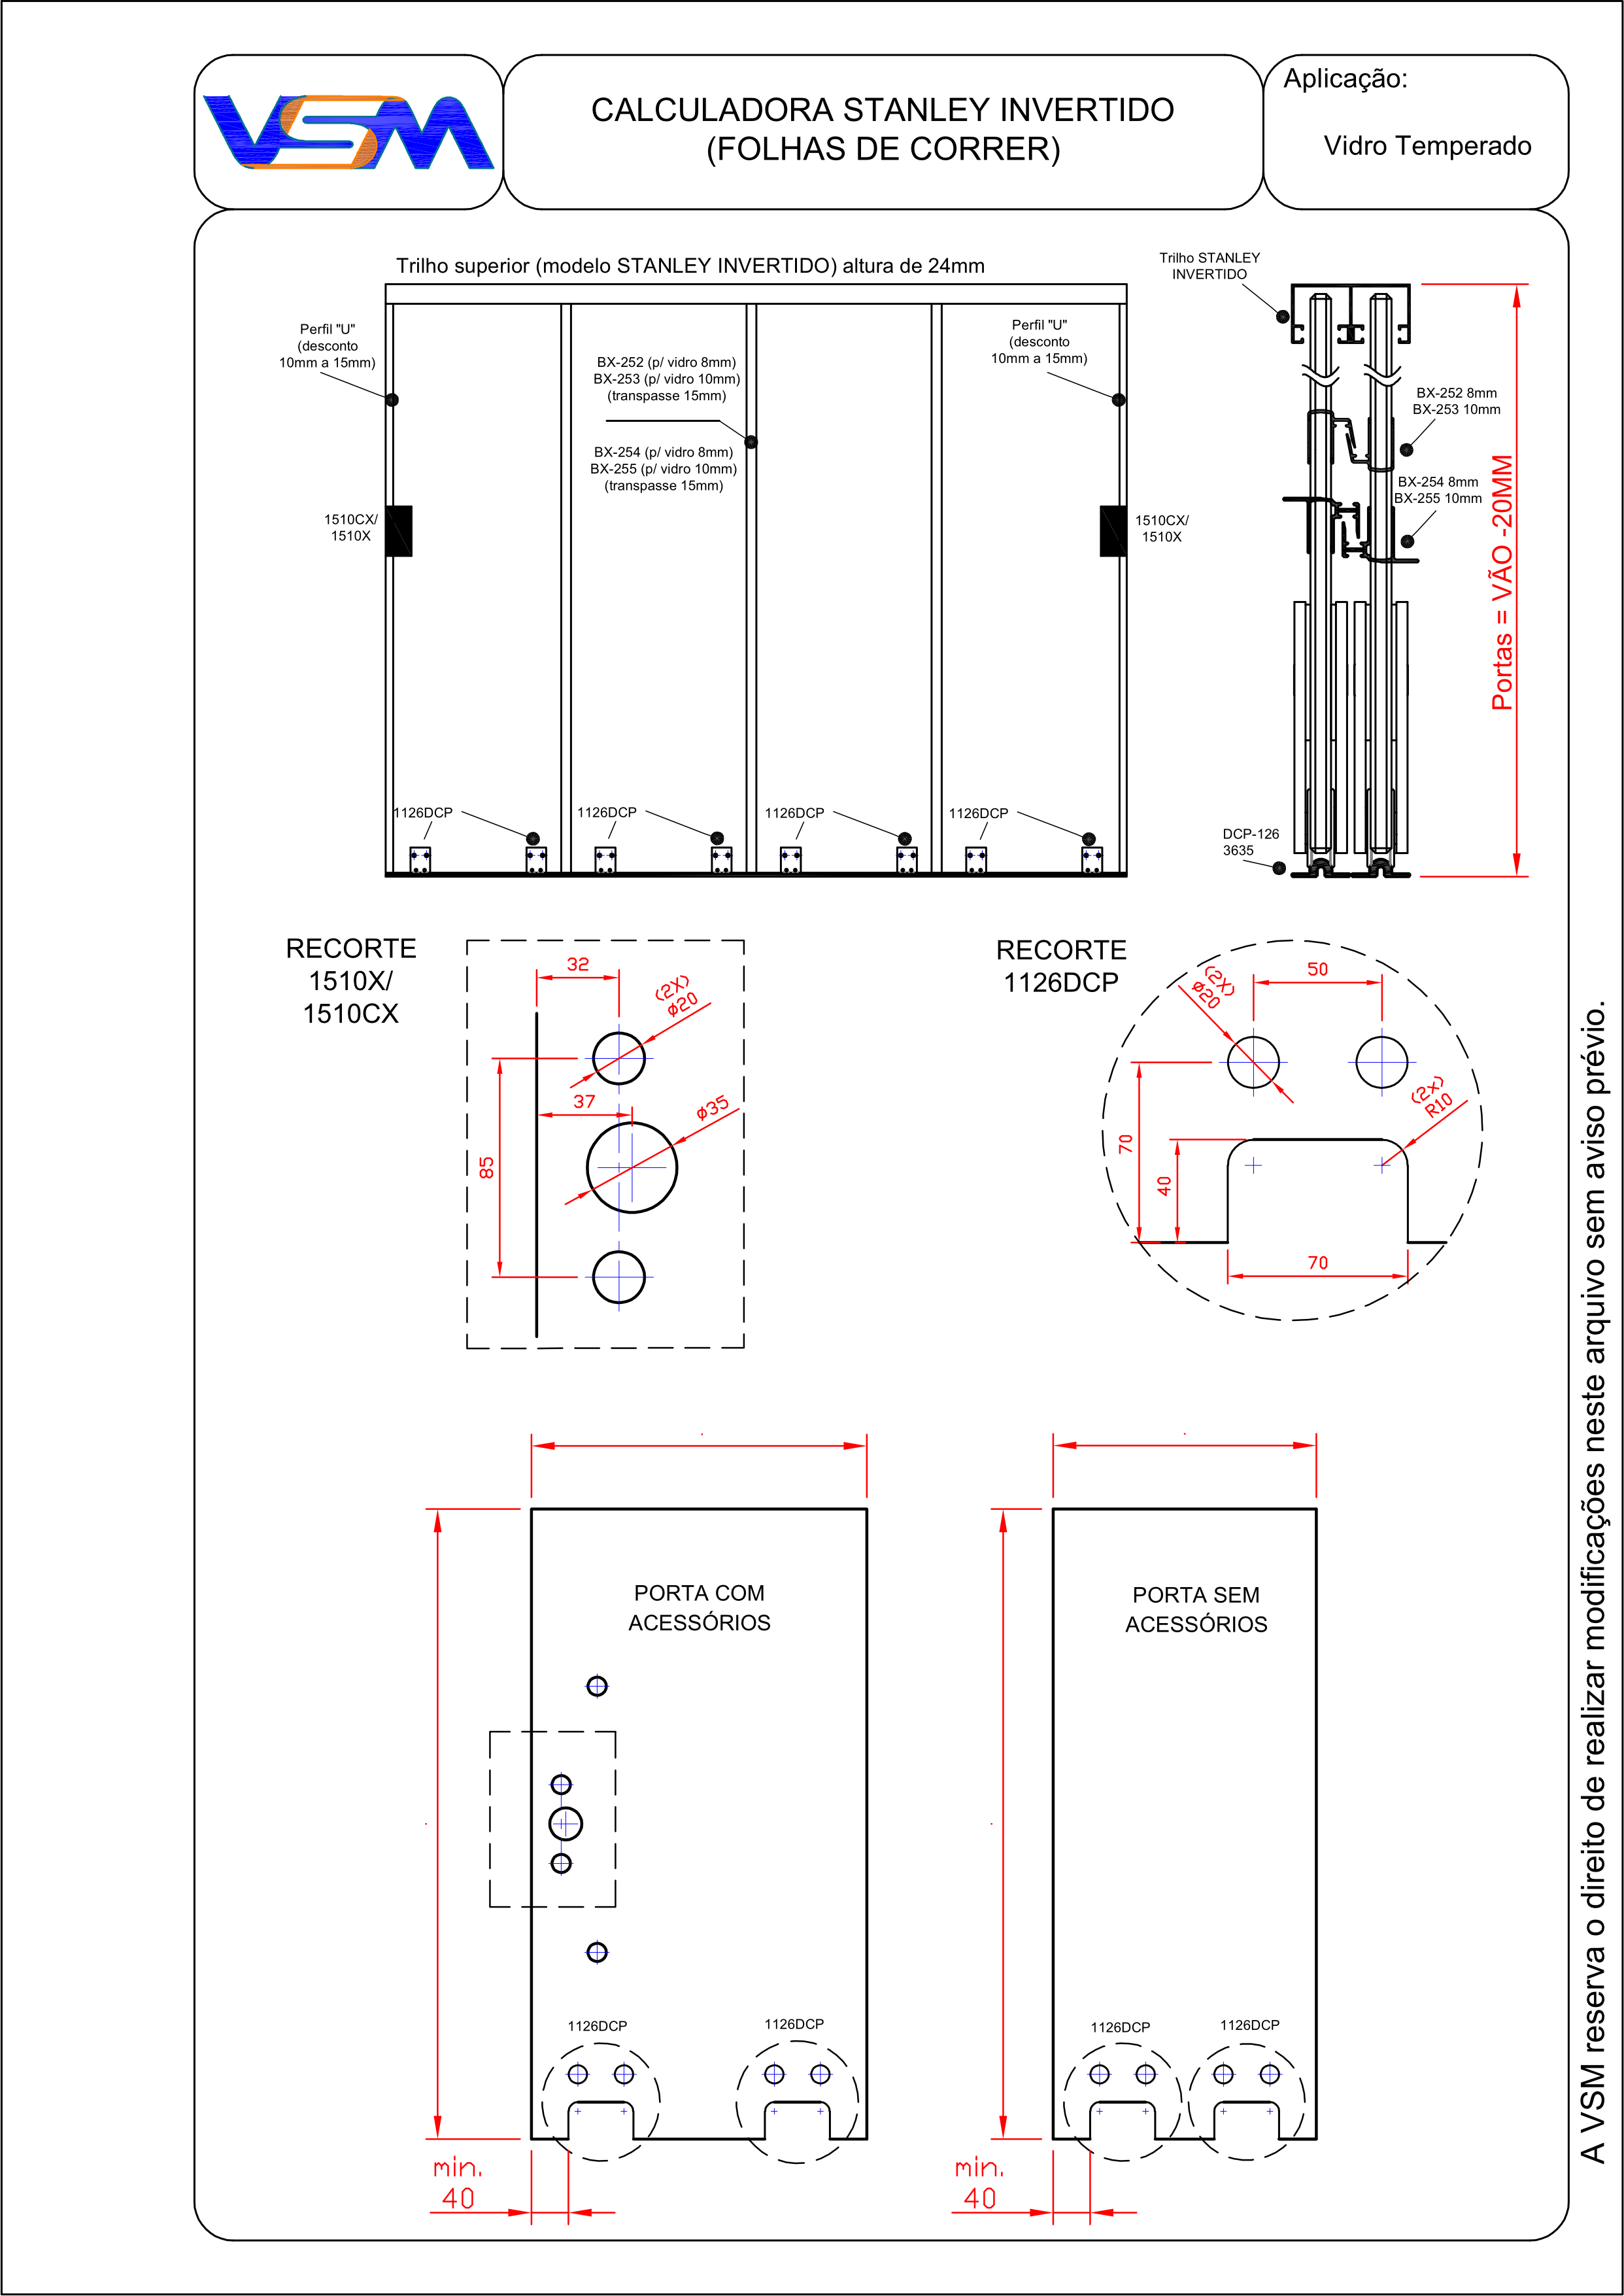 VSM
CALCULADORA STANLEY INVERTIDO
(FOLHAS DE CORRER)
Aplicação:
Vidro Temperado
Trilho superior (modelo STANLEY INVERTIDO) altura de 24mm
Trilho STANLEY
INVERTIDO
Perfil "U"
(desconto
10mm a 15mm)
BX-252 (p/ vidro 8mm)
BX-253 (p/ vidro 10mm)
(transpasse 15mm)
BX-254 (p/ vidro 8mm)
BX-255 (p/ vidro 10mm)
(transpasse 15mm)
Perfil "U"
(desconto
10mm a 15mm)
BX-252 8mm
BX-253 10mm
BX-254 8mm
BX-255 10mm
Portas = VÃO -20MM
1510CX/
1510X
1510CX/
1510X
1126DCP
1126DCP
1126DCP
1126DCP
DCP-126
3635
RECORTE
1510X/
1510CX
32
(2X)
ø20
37
ø35
85
RECORTE
1126DCP
(2X)
ø20
50
(2x)
R10
70
40
70
PORTA COM
ACESSÓRIOS
1126DCP
1126DCP
min.
40
PORTA SEM
ACESSÓRIOS
1126DCP
1126DCP
min.
40
A VSM reserva o direito de realizar modificações neste arquivo sem aviso prévio.